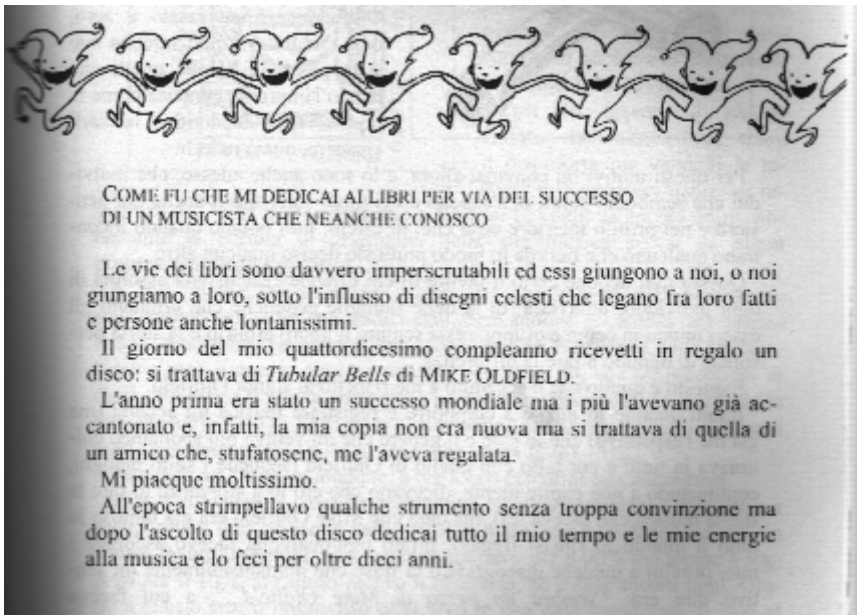 COME FU CHE MI DEDICAI AI LIBRI PER VIA DEL SUCCESSO
DI UN MUSICISTA CHE NEANCHE CONOSCO
Le vie dei libri sono davvero imperscrutabili ed essi giungono a noi, o noi
giungiamo a loro, sotto l'influsso di disegni celesti che legano fra loro fatti
e persone anche lontanissimi.
Il giorno del mio quattordicesimo compleanno ricevetti in regalo un
disco: si trattava di Tubular Bells di MIKE OLDFIELD.
L'anno prima era stato un successo mondiale ma i più l'avevano già ac-
cantonato e, infatti, la mia copia non era nuova ma si trattava di quella di
un amico che, stufatosene, me l'aveva regalata.
Mi piacque moltissimo.
All'epoca strimpellavo qualche strumento senza troppa convinzione ma
dopo l'ascolto di questo disco dedicai tutto il mio tempo e le mie energie
alla musica e lo feci per oltre dieci anni.